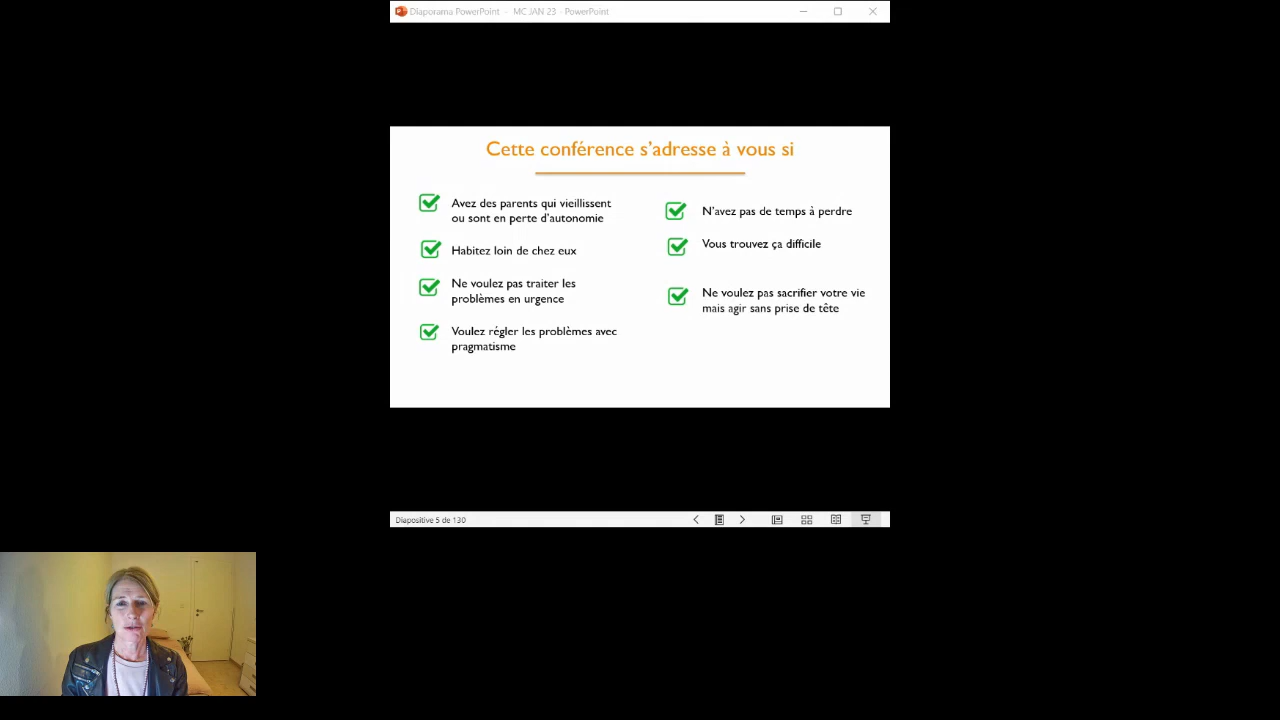 Diaporama PowerPoint - MC JAN 23 - PowerPoint
Cette conférence s'adresse à vous si
Avez des parents qui vieillissent
ou sont en perte d'autonomie
Habitez loin de chez eux
Ne voulez pas traiter les
problèmes en urgence
Voulez régler les problèmes avec
pragmatisme
N'avez pas de temps à perdre
Vous trouvez ça difficile
Ne voulez pas sacrifier votre vie
mais agir sans prise de tête
Diapositive 5 de 130